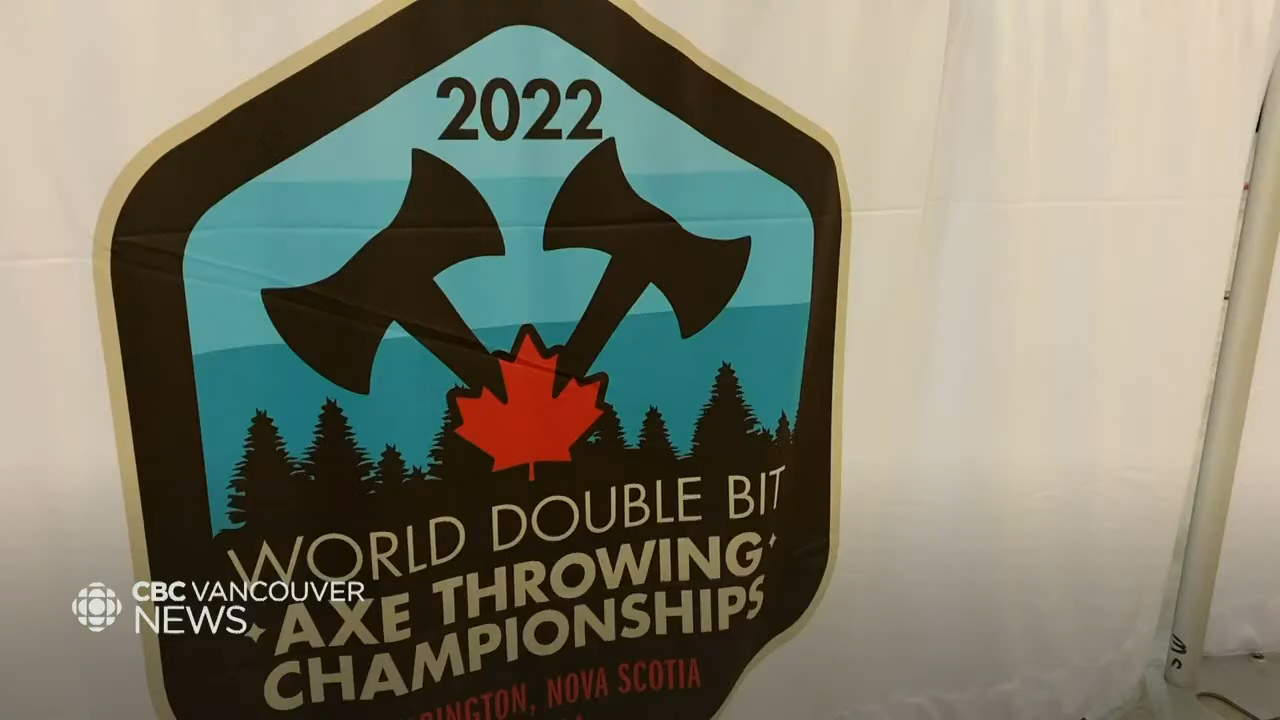 2022
WORLD DOUBLE BIT
AXE THROWING
CHAMPIONSHIPS
NOVA SCOTIA
CBC VANCOUVER
NEWS